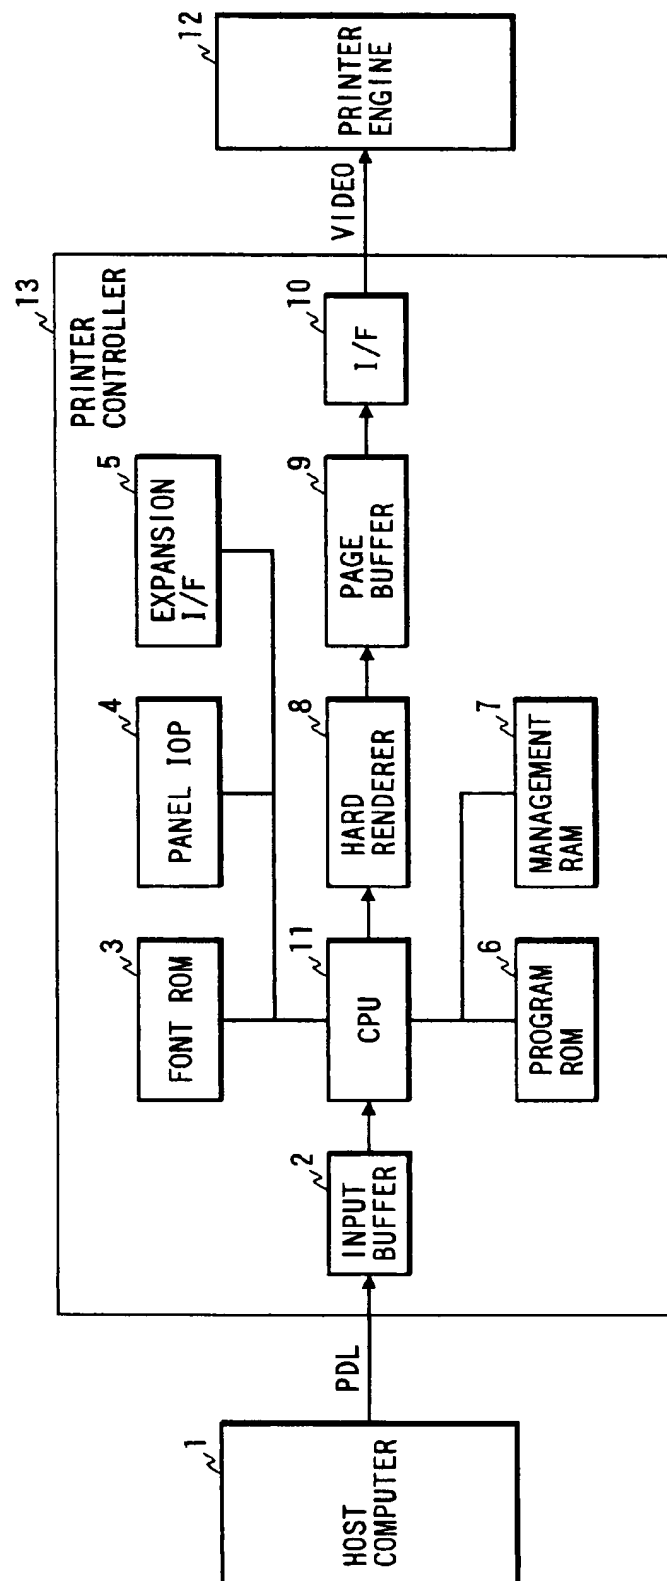 1
HOST
COMPUTER
PDL
13
PRINTER
CONTROLLER
2
INPUT
BUFFER
3
FONT ROM
4
PANEL IOP
5
EXPANSION
I/F
11
CPU
8
HARD
RENDERER
9
PAGE
BUFFER
10
I/F
6
PROGRAM
ROM
7
MANAGEMENT
RAM
VIDEO
12
PRINTER
ENGINE